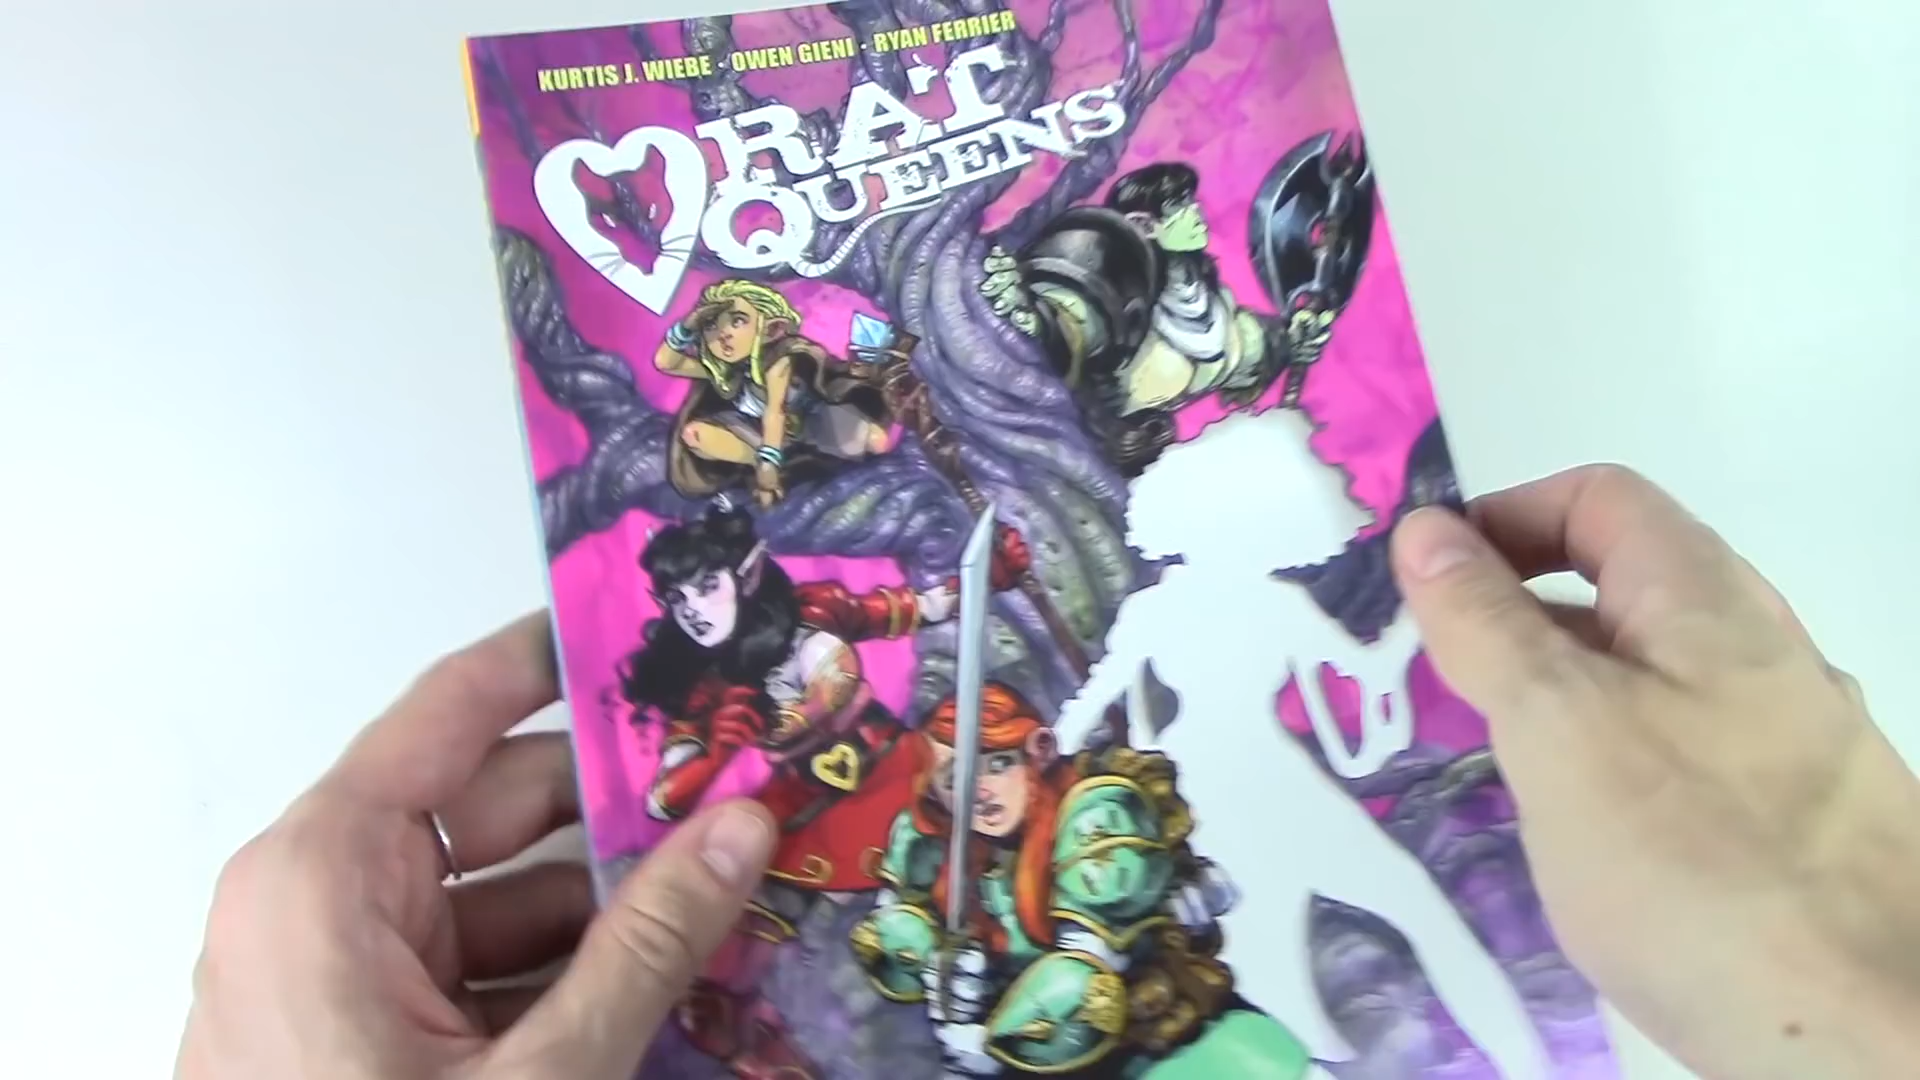 KURTIS J. WIEBE · OWEN GIENI · RYAN FERRIER
RAT
QUEENS